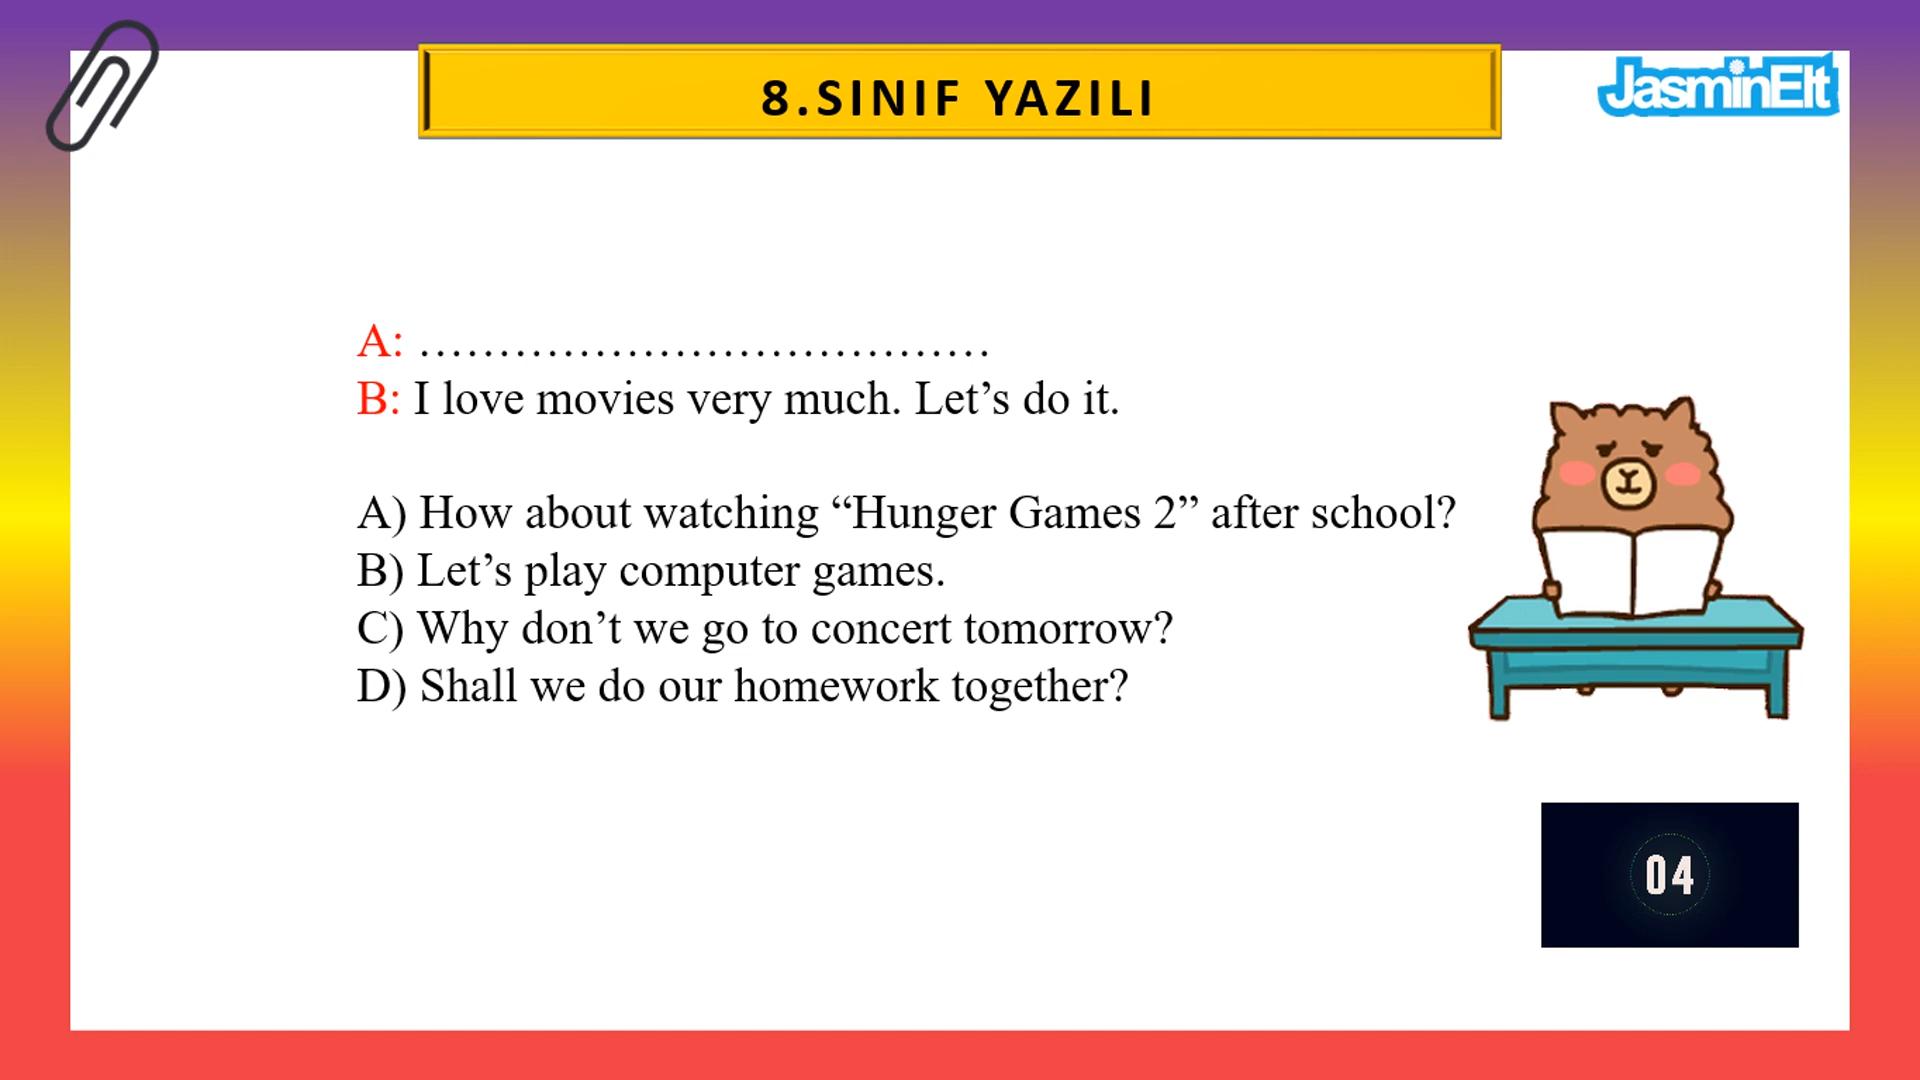 8.SINIF YAZILI
JasminElt
A: ………………………………
B: I love movies very much. Let’s do it.
A) How about watching “Hunger Games 2” after school?
B) Let’s play computer games.
C) Why don’t we go to concert tomorrow?
D) Shall we do our homework together?
04